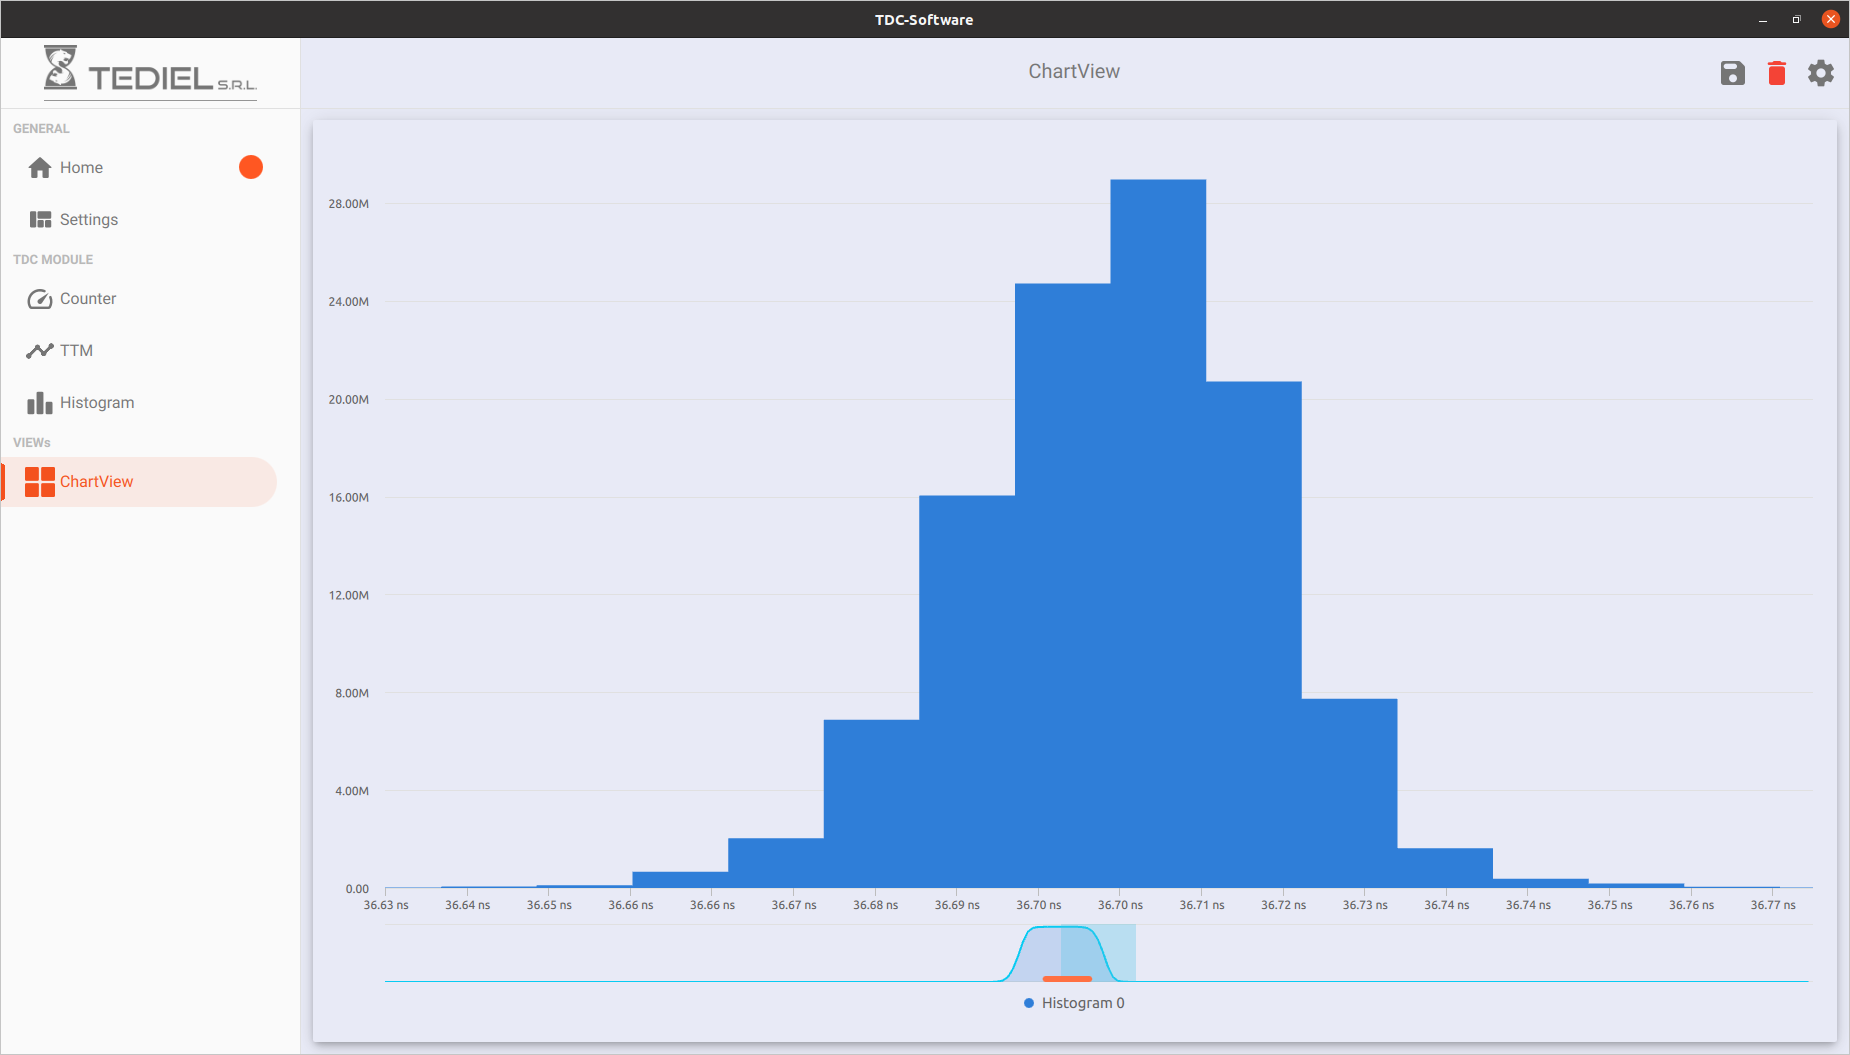 TDC-Software
TEDIEL S.R.L.
ChartView
GENERAL
Home
Settings
TDC MODULE
Counter
TTM
Histogram
VIEWs
ChartView
28.00M
24.00M
20.00M
16.00M
12.00M
8.00M
4.00M
0.00
36.63 ns 36.64 ns 36.65 ns 36.66 ns 36.66 ns 36.67 ns 36.68 ns 36.69 ns 36.70 ns 36.70 ns 36.71 ns 36.72 ns 36.73 ns 36.74 ns 36.74 ns 36.75 ns 36.76 ns 36.77 ns
Histogram 0